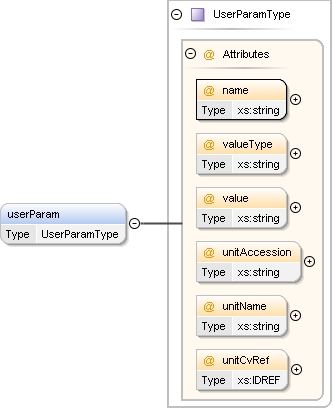 UserParamType
Attributes
@ name
Type xs:string
@ valueType
Type xs:string
@ value
Type xs:string
userParam
Type UserParamType
@ unitAccession
Type xs:string
@ unitName
Type xs:string
@ unitCvRef
Type xs:IDREF